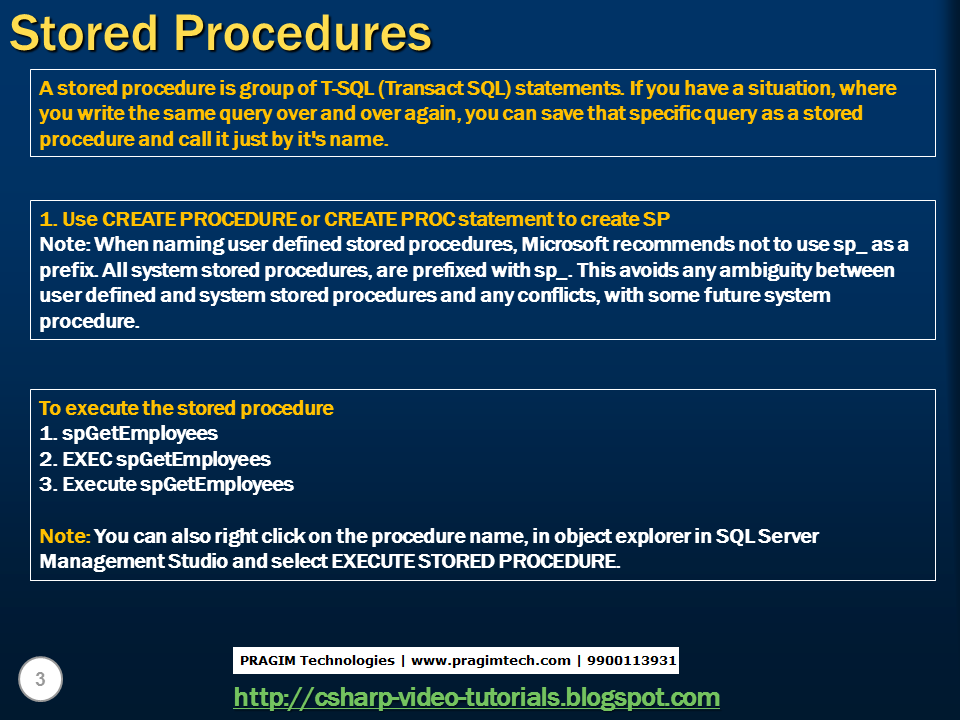 Stored Procedures
A stored procedure is group of T-SQL (Transact SQL) statements. If you have a situation, where
you write the same query over and over again, you can save that specific query as a stored
procedure and call it just by it's name.
1. Use CREATE PROCEDURE or CREATE PROC statement to create SP
Note: When naming user defined stored procedures, Microsoft recommends not to use sp_ as a
prefix. All system stored procedures, are prefixed with sp_. This avoids any ambiguity between
user defined and system stored procedures and any conflicts, with some future system
procedure.
To execute the stored procedure
1. spGetEmployees
2. EXEC spGetEmployees
3. Execute spGetEmployees
Note: You can also right click on the procedure name, in object explorer in SQL Server
Management Studio and select EXECUTE STORED PROCEDURE.
PRAGIM Technologies | www.pragimtech.com | 9900113931
3
http://csharp-video-tutorials.blogspot.com